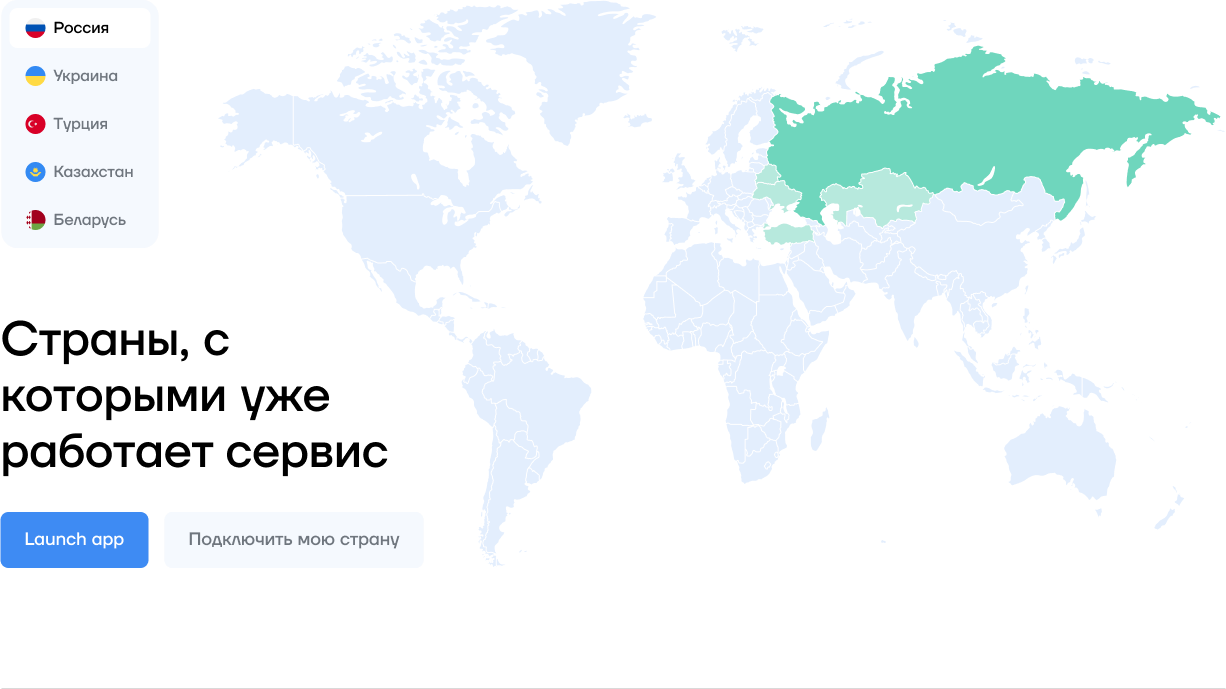 Россия
Украина
Турция
Казахстан
Беларусь
Страны, с
которыми уже
работает сервис
Launch app
Подключить мою страну